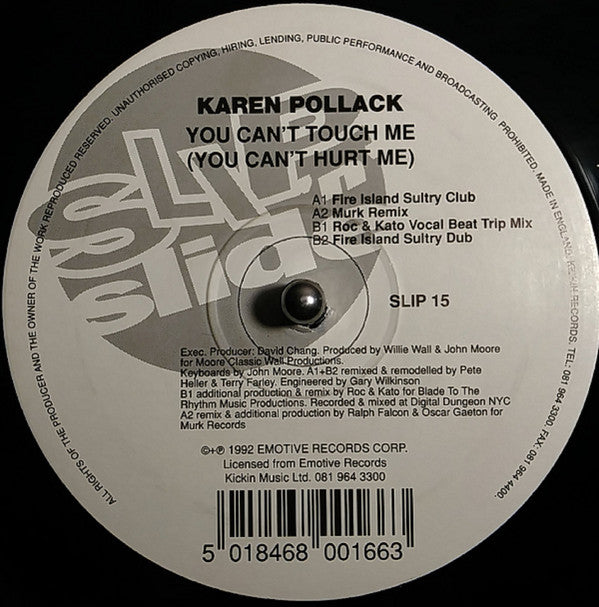 ALL RIGHTS OF THE PRODUCER AND THE OWNER OF THE WORK REPRODUCED RESERVED. UNAUTHORISED COPYING, HIRING, LENDING, PUBLIC PERFORMANCE AND BROADCASTING PROHIBITED. MADE IN ENGLAND. KICKIN RECORDS. TEL: 081 964 3300 FAX: 081 964 4400.
SLIP
'n'
slide
KAREN POLLACK
YOU CAN'T TOUCH ME
(YOU CAN'T HURT ME)
A1 Fire Island Sultry Club
A2 Murk Remix
B1 Roc & Kato Vocal Beat Trip Mix
B2 Fire Island Sultry Dub
SLIP 15
Exec. Producer: David Chang. Produced by Willie Wall & John Moore
for Moore Classic Wall Productions.
Keyboards by John Moore. A1+B2 remixed & remodelled by Pete
Heller & Terry Farley. Engineered by Gary Wilkinson
B1 additional production & remix by Roc & Kato for Blade To The
Rhythm Music Productions. Recorded & mixed at Digital Dungeon NYC
A2 remix & additional production by Ralph Falcon & Oscar Gaeton for
Murk Records
©+℗ 1992 EMOTIVE RECORDS CORP.
Licensed from Emotive Records
Kickin Music Ltd. 081 964 3300
5 018468 001663